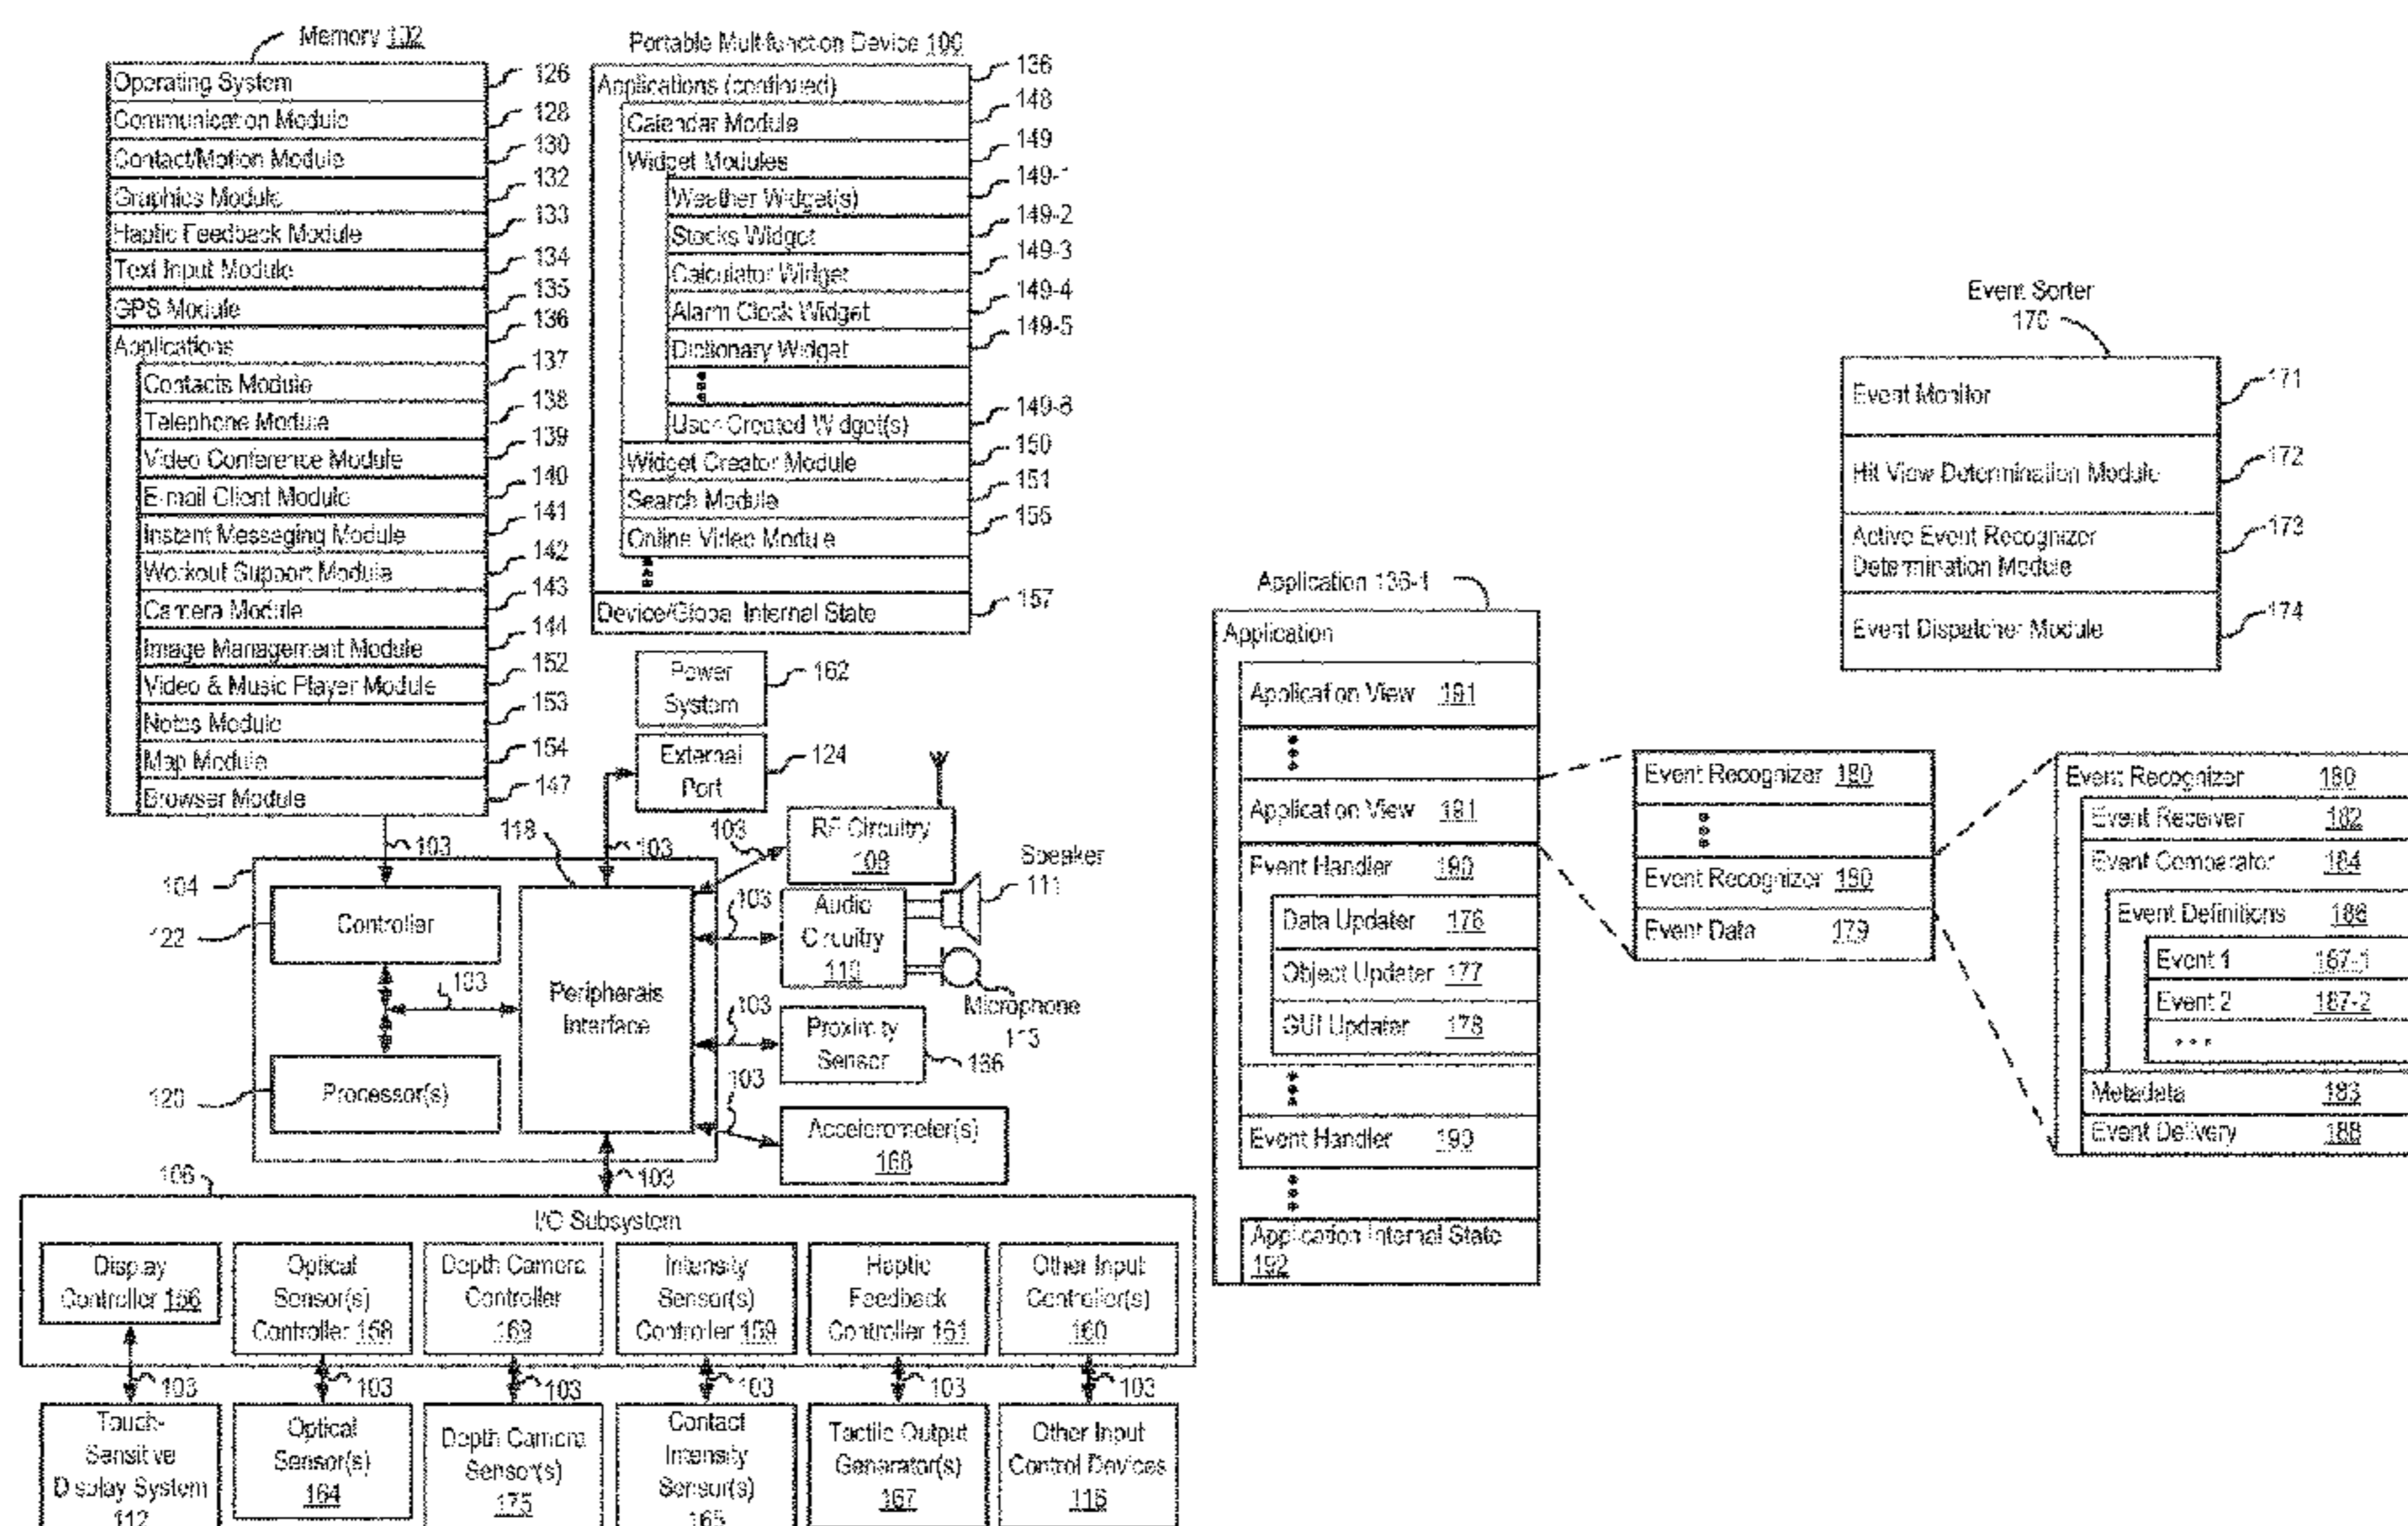 Memory 102
Operating System
126
Communication Module
128
Contact/Motion Module
130
Graphics Module
132
Haptic Feedback Module
133
Text Input Module
134
GPS Module
135
Applications
136
Contacts Module
137
Telephone Module
138
Video Conference Module
139
E-mail Client Module
140
Instant Messaging Module
141
Workout Support Module
142
Camera Module
143
Image Management Module
144
Video & Music Player Module
152
Notes Module
153
Map Module
154
Browser Module
147
Portable Multifunction Device 100
Applications (continued)
136
Calendar Module
148
Widget Modules
149
Weather Widget(s)
149-1
Stocks Widget
149-2
Calculator Widget
149-3
Alarm Clock Widget
149-4
Dictionary Widget
149-5
User-Created Widget(s)
149-6
Widget Creator Module
150
Search Module
151
Online Video Module
155
Device/Global Internal State
157
Power
System
162
External
Port
124
118
103
103
103
RF Circuitry
108
104
Controller
122
103
Processor(s)
120
Peripherals
Interface
103
Audio
Circuitry
110
Speaker
111
Microphone
113
103
Proximity
Sensor
166
103
Accelerometer(s)
168
103
106
I/O Subsystem
Display
Controller 156
Optical
Sensor(s)
Controller 158
Depth Camera
Controller
169
Intensity
Sensor(s)
Controller 159
Haptic
Feedback
Controller 161
Other Input
Controller(s)
160
103
103
103
103
103
103
Touch-
Sensitive
Display System
112
Optical
Sensor(s)
164
Depth Camera
Sensor(s)
175
Contact
Intensity
Sensor(s)
165
Tactile Output
Generator(s)
167
Other Input
Control Devices
116
Application 136-1
Application
Application View 191
Application View 191
Event Handler 190
Data Updater 176
Object Updater 177
GUI Updater 178
Event Handler 190
Application Internal State
192
Event Recognizer 180
Event Recognizer 180
Event Data 179
Event Sorter
170
Event Monitor
171
Hit View Determination Module
172
Active Event Recognizer
Determination Module
173
Event Dispatcher Module
174
Event Recognizer 180
Event Receiver 182
Event Comparator 184
Event Definitions 186
Event 1 187-1
Event 2 187-2
Metadata 183
Event Delivery 188